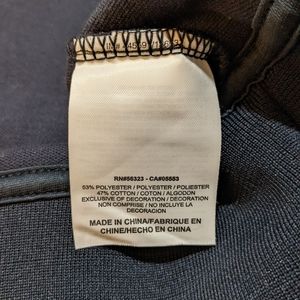 RN#56323 - CA#05553
53% POLYESTER / POLYESTER / POLIESTER
47% COTTON / COTON / ALGODON
EXCLUSIVE OF DECORATION / DECORATION
NON COMPRISE / NO INCLUYE LA
DECORACION
MADE IN CHINA/FABRIQUE EN
CHINE/HECHO EN CHINA